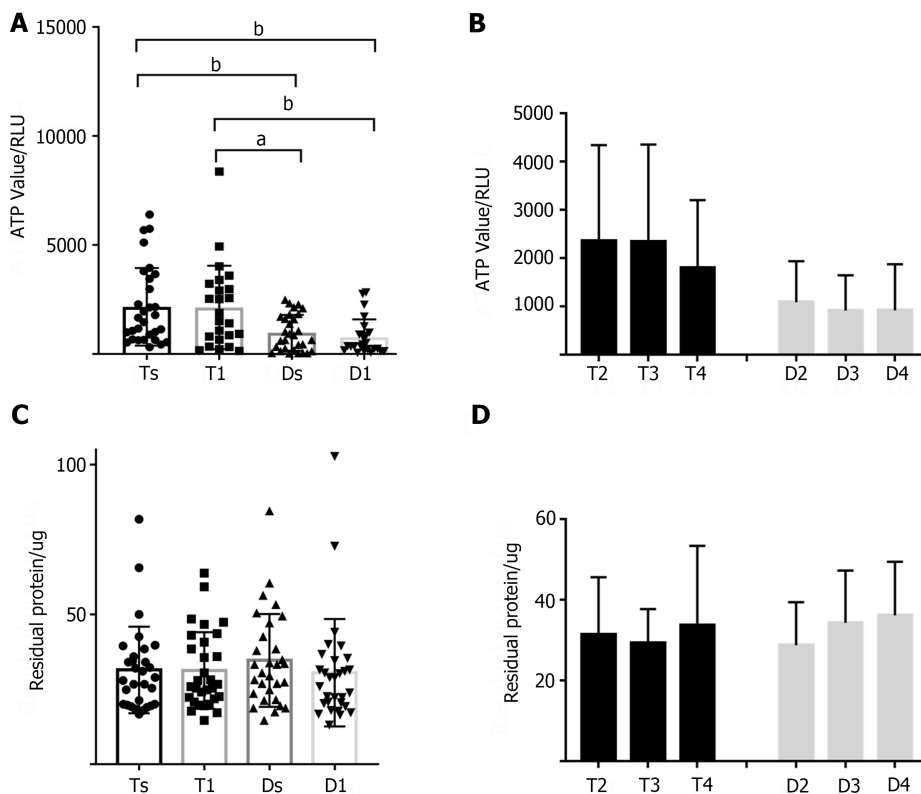 A
15000
b
b
b
a
10000
5000
ATP Value/RLU
Ts T1 Ds D1
B
5000
4000
3000
2000
1000
ATP Value/RLU
T2 T3 T4 D2 D3 D4
C
100
50
Residual protein/ug
Ts T1 Ds D1
D
60
40
20
Residual protein/ug
T2 T3 T4 D2 D3 D4